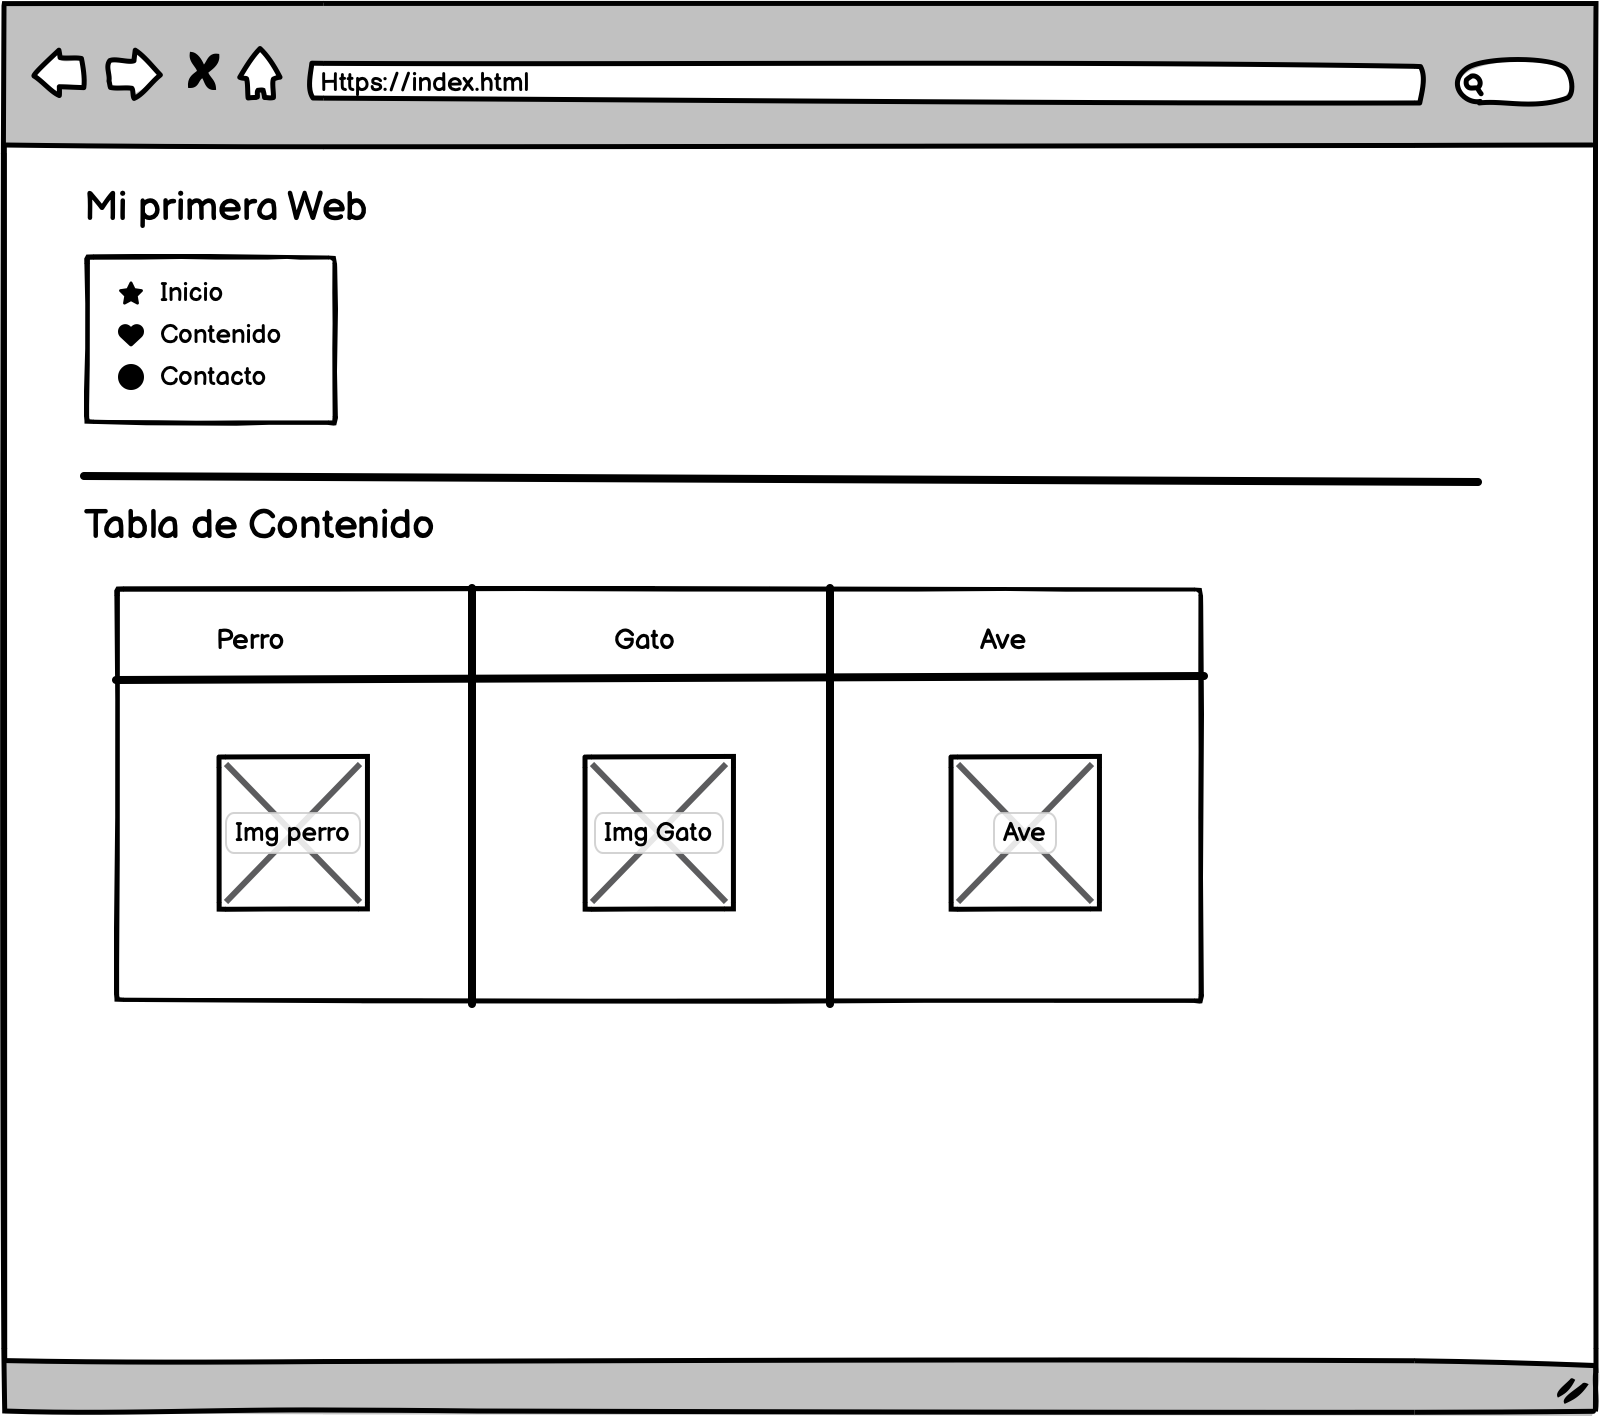 Https://index.html
Mi primera Web
Inicio
Contenido
Contacto
Tabla de Contenido
Perro Gato Ave
Img perro Img Gato Ave